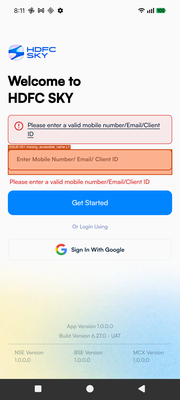 8:11
HDFC
SKY
Welcome to
HDFC SKY
Please enter a valid mobile number/Email/Client
ID
Enter Mobile Number/ Email/ Client ID
Please enter a valid mobile number/Email/Client ID
Get Started
Or Login Using
Sign In With Google
App Version 1.0.0.0
Build Version 6.27.0 - UAT
NSE Version
1.0.0.0
BSE Version
1.0.0.0
MCX Version
1.0.0.0